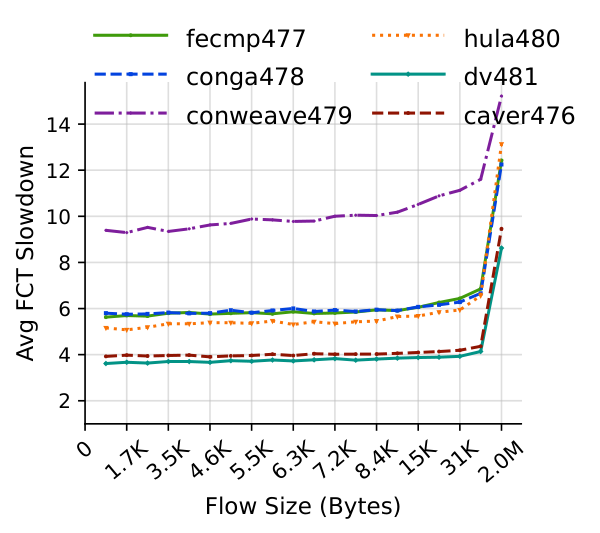 fecmp477
hula480
conga478
dv481
conweave479
caver476
14
12
10
8
6
4
2
Avg FCT Slowdown
0
1.7K
3.5K
4.6K
5.5K
6.3K
7.2K
8.4K
15K
31K
2.0M
Flow Size (Bytes)